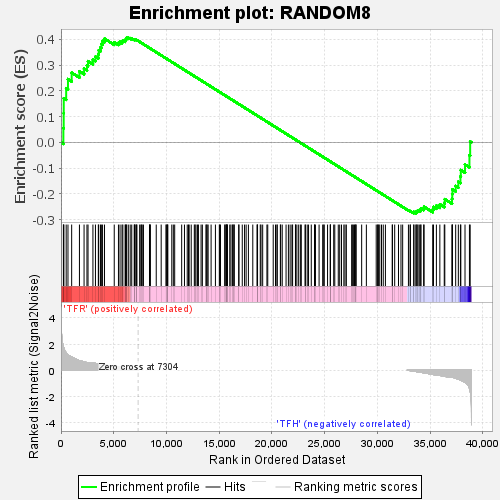 Enrichment plot: RANDOM8
Enrichment score (ES)
0.4
0.3
0.2
0.1
0.0
-0.1
-0.2
-0.3
'TFR' (positively correlated)
Ranked list metric (Signal2Noise)
4
2
0
-2
-4
Zero cross at 7304
'TFH' (negatively correlated)
0
5,000
10,000
15,000
20,000
25,000
30,000
35,000
40,000
Rank in Ordered Dataset
Enrichment profile
Hits
Ranking metric scores